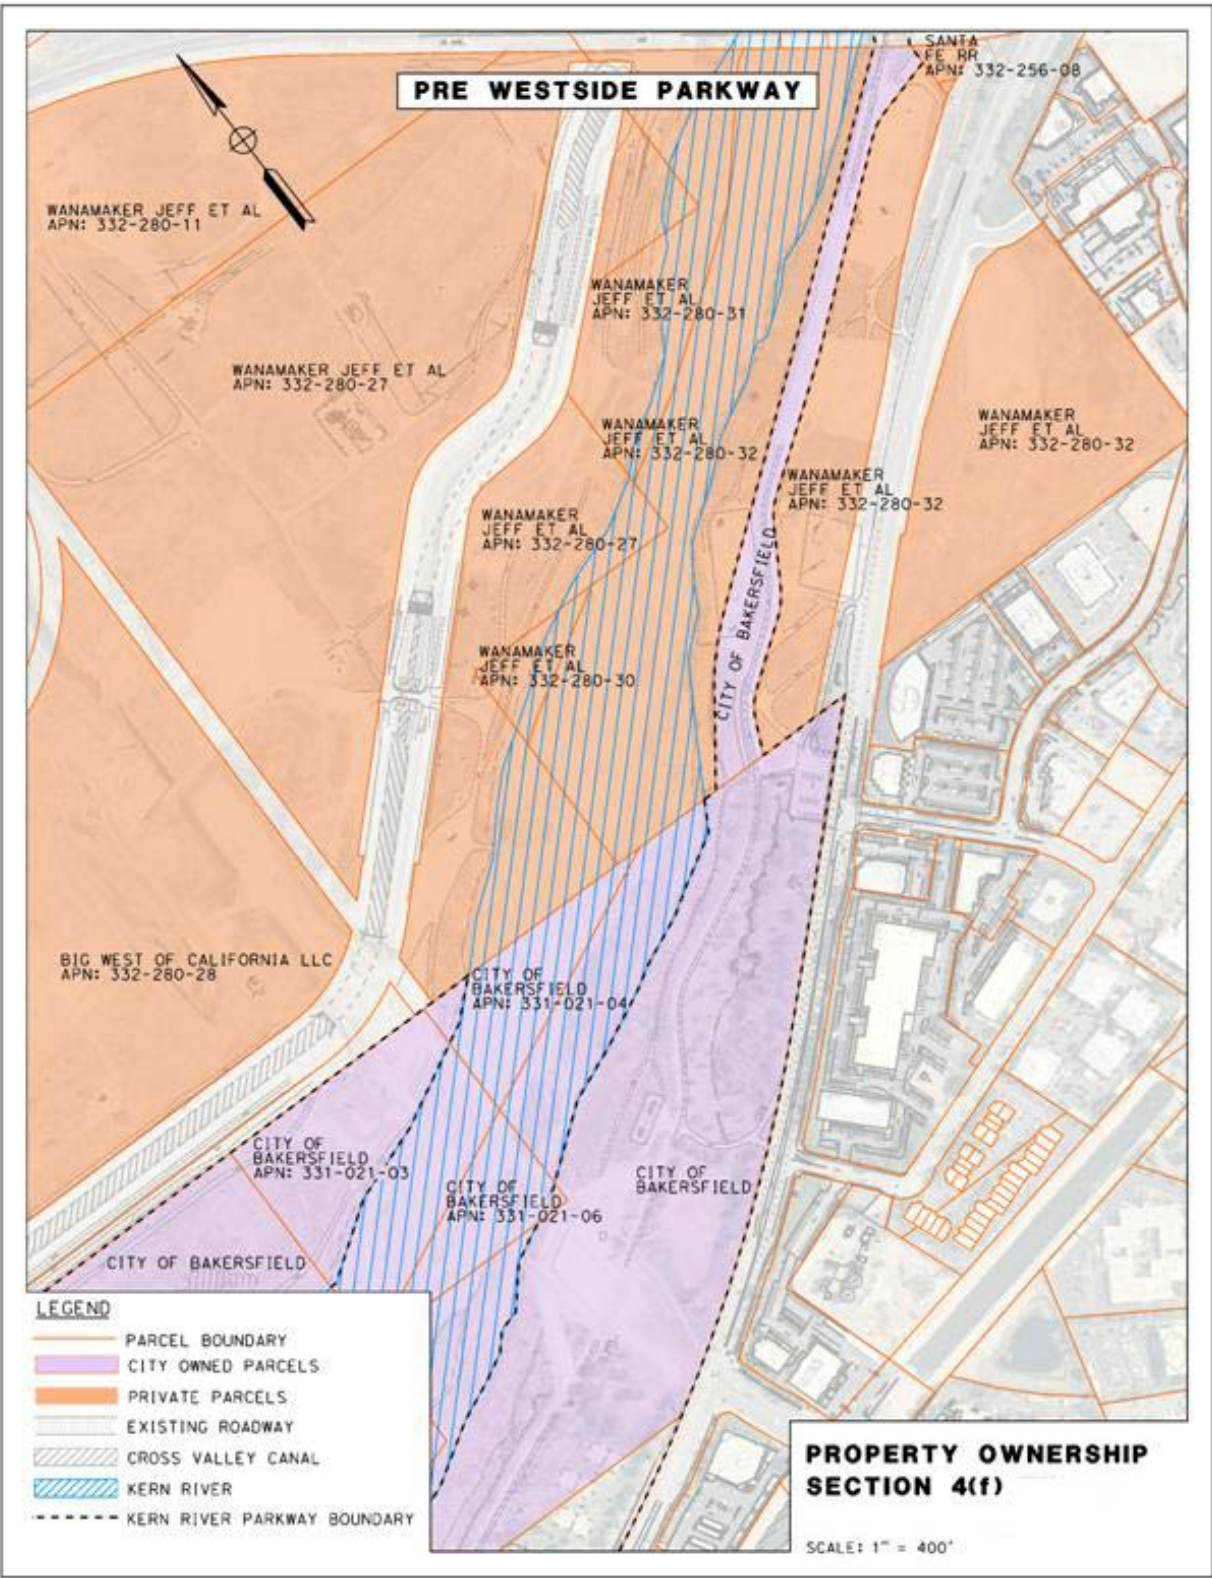 SANTA
FE RR
APN: 332-256-08
PRE WESTSIDE PARKWAY
WANAMAKER JEFF ET AL
APN: 332-280-11
WANAMAKER
JEFF ET AL
APN: 332-280-31
WANAMAKER JEFF ET AL
APN: 332-280-27
WANAMAKER
JEFF ET AL
APN: 332-280-32
WANAMAKER
JEFF ET AL
APN: 332-280-32
WANAMAKER
JEFF ET AL
APN: 332-280-32
WANAMAKER
JEFF ET AL
APN: 332-280-27
CITY OF BAKERSFIELD
WANAMAKER
JEFF ET AL
APN: 332-280-30
BIG WEST OF CALIFORNIA LLC
APN: 332-280-28
CITY OF
BAKERSFIELD
APN: 331-021-04
CITY OF
BAKERSFIELD
APN: 331-021-03
CITY OF
BAKERSFIELD
APN: 331-021-06
CITY OF
BAKERSFIELD
CITY OF BAKERSFIELD
LEGEND
PARCEL BOUNDARY
CITY OWNED PARCELS
PRIVATE PARCELS
EXISTING ROADWAY
CROSS VALLEY CANAL
KERN RIVER
KERN RIVER PARKWAY BOUNDARY
PROPERTY OWNERSHIP
SECTION 4(f)
SCALE: 1" = 400'